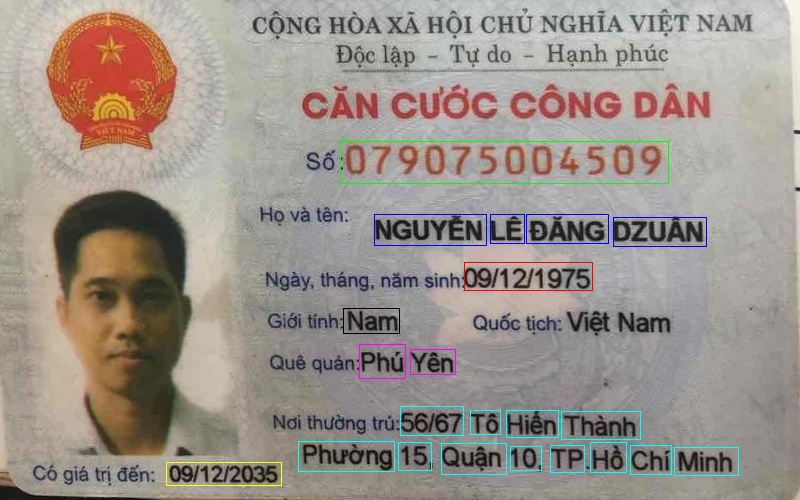 CỘNG HÒA XÃ HỘI CHỦ NGHĨA VIỆT NAM
Độc lập - Tự do - Hạnh phúc
CĂN CƯỚC CÔNG DÂN
Số: 079075004509
Họ và tên: NGUYỄN LÊ ĐĂNG DZUÂN
Ngày, tháng, năm sinh: 09/12/1975
Giới tính: Nam Quốc tịch: Việt Nam
Quê quán: Phú Yên
Nơi thường trú: 56/67 Tô Hiến Thành
Phường 15, Quận 10, TP.Hồ Chí Minh
Có giá trị đến: 09/12/2035
VIỆT NAM